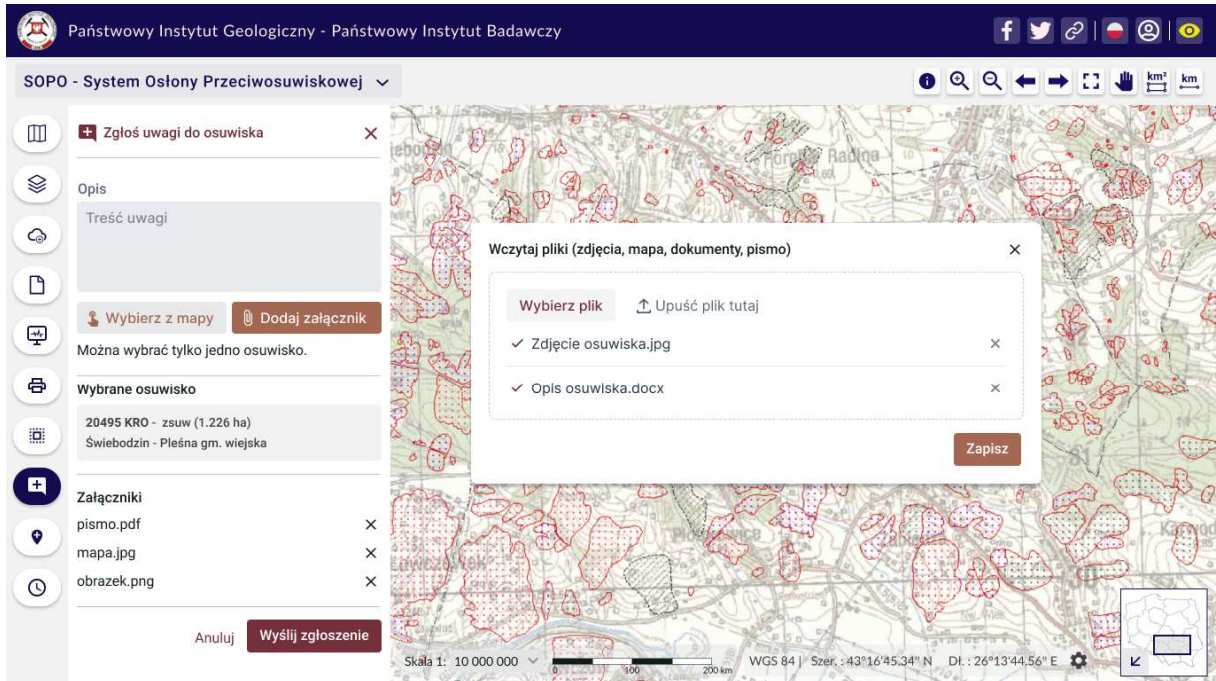 Państwowy Instytut Geologiczny - Państwowy Instytut Badawczy
SOPO - System Osłony Przeciwosuwiskowej
km²
km
Zgłoś uwagi do osuwiska
Opis
Treść uwagi
Wybierz z mapy
Dodaj załącznik
Można wybrać tylko jedno osuwisko.
Wybrane osuwisko
20495 KRO - zsuw (1.226 ha)
Świebodzin - Pleśna gm. wiejska
Załączniki
pismo.pdf
mapa.jpg
obrazek.png
Anuluj
Wyślij zgłoszenie
Wczytaj pliki (zdjęcia, mapa, dokumenty, pismo)
Wybierz plik
Upuść plik tutaj
Zdjęcie osuwiska.jpg
Opis osuwiska.docx
Zapisz
Radlna
Skala 1: 10 000 000
0 100 200 km
WGS 84 | Szer. : 43°16'45.34" N Dł. : 26°13'44.56" E